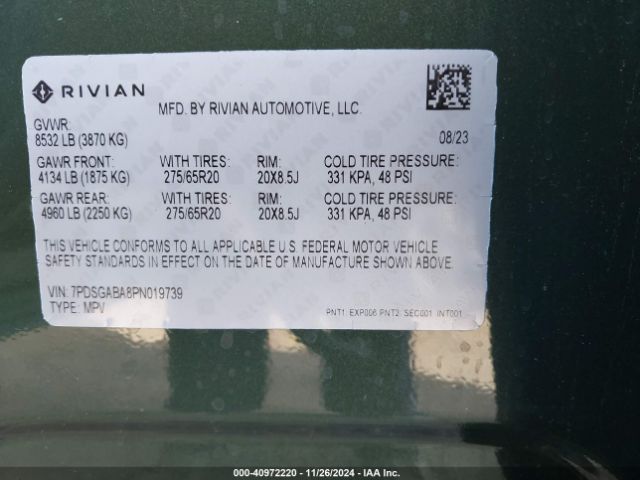 RIVIAN
MFD. BY RIVIAN AUTOMOTIVE, LLC.
GVWR:
8532 LB (3870 KG)
08/23
GAWR FRONT: WITH TIRES: RIM: COLD TIRE PRESSURE:
4134 LB (1875 KG) 275/65R20 20X8.5J 331 KPA, 48 PSI
GAWR REAR: WITH TIRES: RIM: COLD TIRE PRESSURE:
4960 LB (2250 KG) 275/65R20 20X8.5J 331 KPA, 48 PSI
THIS VEHICLE CONFORMS TO ALL APPLICABLE U.S. FEDERAL MOTOR VEHICLE
SAFETY STANDARDS IN EFFECT ON THE DATE OF MANUFACTURE SHOWN ABOVE.
VIN: 7PDSGABA8PN019739
TYPE: MPV
PNT1: EXP006 PNT2: SEC001 INT001
000-40972220 - 11/26/2024 - IAA Inc.